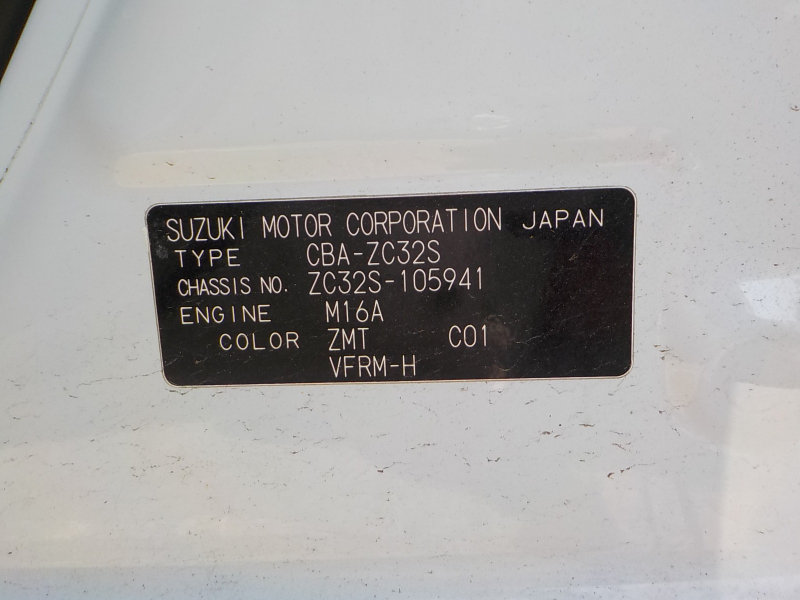 SUZUKI MOTOR CORPORATION JAPAN
TYPE CBA-ZC32S
CHASSIS NO. ZC32S-105941
ENGINE M16A
COLOR ZMT C01
VFRM-H